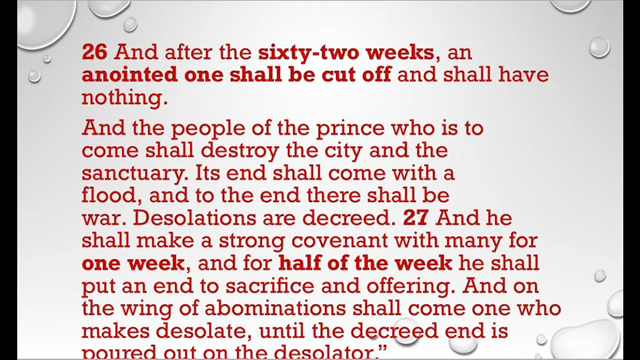 26 And after the sixty-two weeks, an
anointed one shall be cut off and shall have
nothing.
And the people of the prince who is to
come shall destroy the city and the
sanctuary. Its end shall come with a
flood, and to the end there shall be
war. Desolations are decreed. 27 And he
shall make a strong covenant with many for
one week, and for half of the week he shall
put an end to sacrifice and offering. And on
the wing of abominations shall come one who
makes desolate, until the decreed end is
poured out on the desolator.”